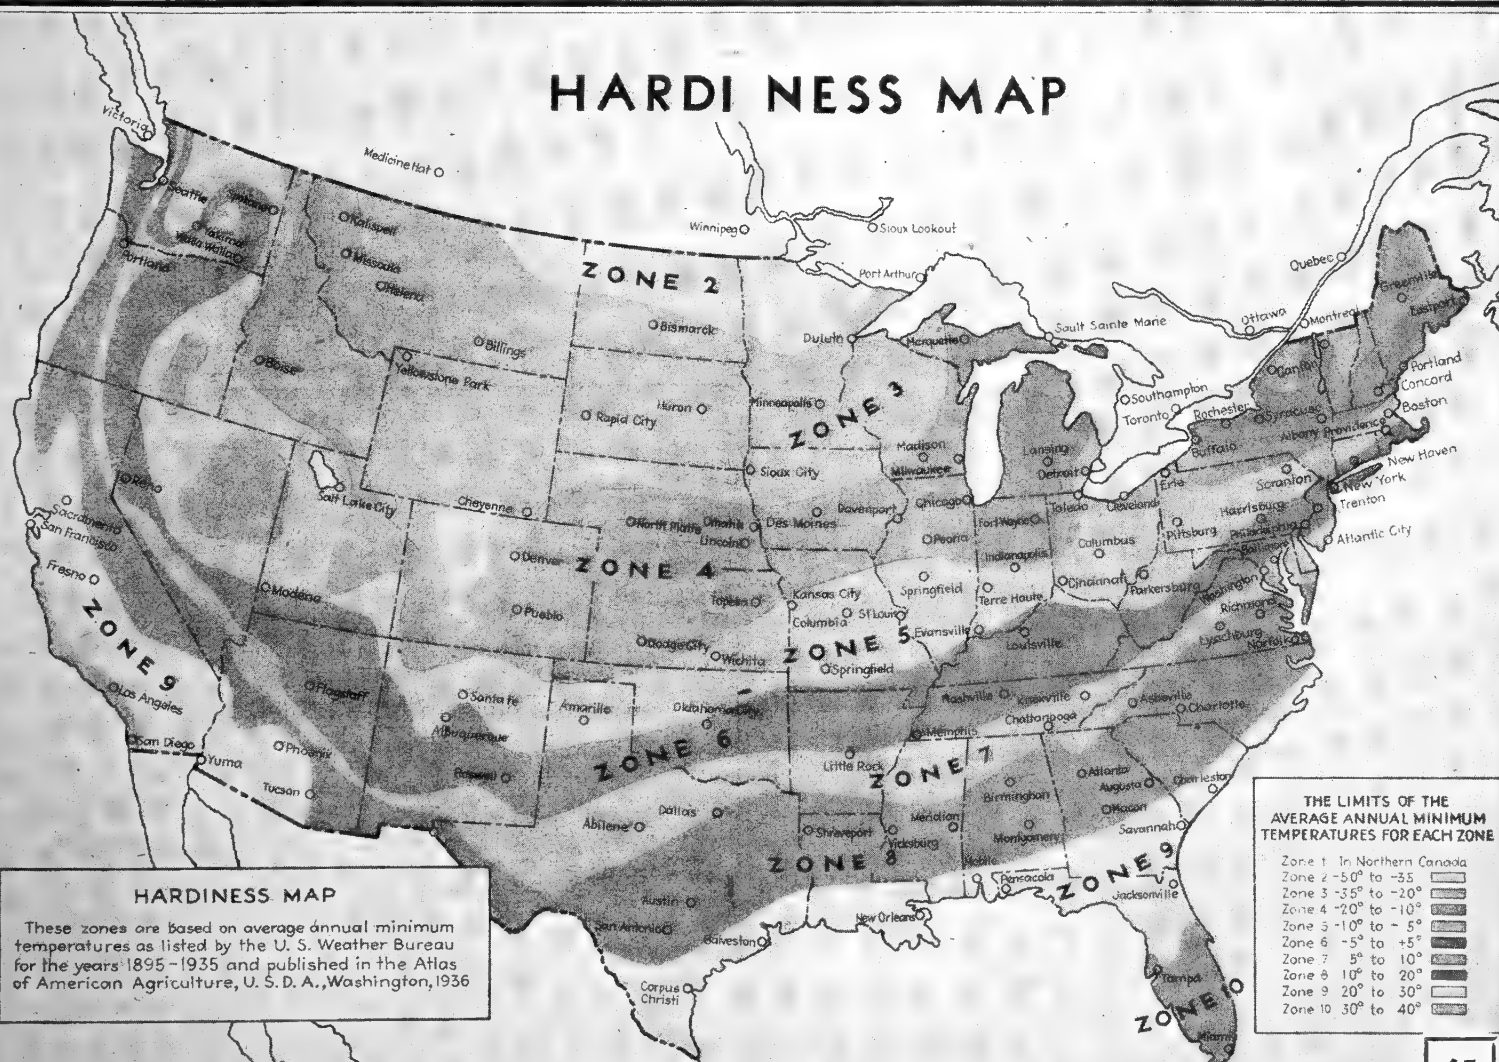 HARDINESS MAP
Victoria
Medicine Hat
Winnipeg
Sioux Lookout
Port Arthur
Quebec
Ottawa
Montreal
Sault Sainte Marie
Seattle
Spokane
Yakima
Walla Walla
Portland
Kalispell
Missoula
Helena
Billings
Boise
Yellowstone Park
ZONE 2
Bismarck
Duluth
Marquette
Greenville
Eastport
Canton
Portland
Concord
Boston
Southampton
Toronto
Rochester
Syracuse
Albany
Providence
Buffalo
Rapid City
Huron
Minneapolis
ZONE 3
Madison
Milwaukee
Lansing
Detroit
Sioux City
Erie
Scranton
New Haven
New York
Trenton
Reno
Salt Lake City
Cheyenne
North Platte
Omaha
Lincoln
Des Moines
Davenport
Chicago
Fort Wayne
Toledo
Cleveland
Pittsburg
Harrisburg
Philadelphia
Baltimore
Atlantic City
Sacramento
San Francisco
Fresno
Denver
ZONE 4
Peoria
Indianapolis
Columbus
Modena
Pueblo
Topeka
Kansas City
Columbia
St Louis
Springfield
Terre Haute
Cincinnati
Parkersburg
Washington
Richmond
Lynchburg
Norfolk
ZONE 9
Dodge City
Wichita
ZONE 5
Springfield
Evansville
Louisville
Los Angeles
Flagstaff
Santa Fe
Amarillo
Oklahoma City
Nashville
Knoxville
Asheville
Charlotte
Chattanooga
San Diego
Yuma
Phoenix
Albuquerque
Roswell
ZONE 6
Memphis
Little Rock
ZONE 7
Tucson
Abilene
Dallas
Birmingham
Atlanta
Augusta
Macon
Charleston
Savannah
Shreveport
Vicksburg
Meridian
Montgomery
ZONE 8
Mobile
Pensacola
ZONE 9
Jacksonville
Austin
San Antonio
Galveston
New Orleans
Corpus
Christi
Tampa
ZONE 10
Miami
HARDINESS MAP
These zones are based on average annual minimum
temperatures as listed by the U. S. Weather Bureau
for the years 1895-1935 and published in the Atlas
of American Agriculture, U. S. D. A., Washington, 1936
THE LIMITS OF THE
AVERAGE ANNUAL MINIMUM
TEMPERATURES FOR EACH ZONE
Zone 1 In Northern Canada
Zone 2 -50° to -35
Zone 3 -35° to -20°
Zone 4 -20° to -10°
Zone 5 -10° to -5°
Zone 6 -5° to +5°
Zone 7 5° to 10°
Zone 8 10° to 20°
Zone 9 20° to 30°
Zone 10 30° to 40°